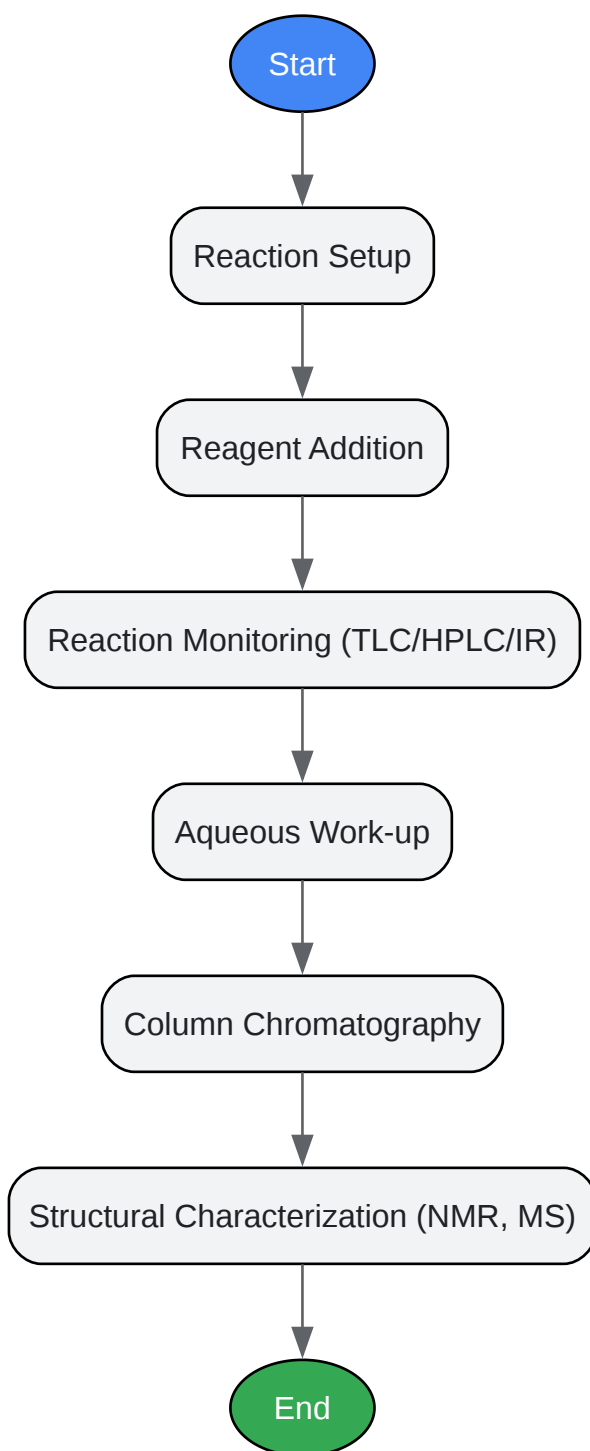 Start
Reaction Setup
Reagent Addition
Reaction Monitoring (TLC/HPLC/IR)
Aqueous Work-up
Column Chromatography
Structural Characterization (NMR, MS)
End